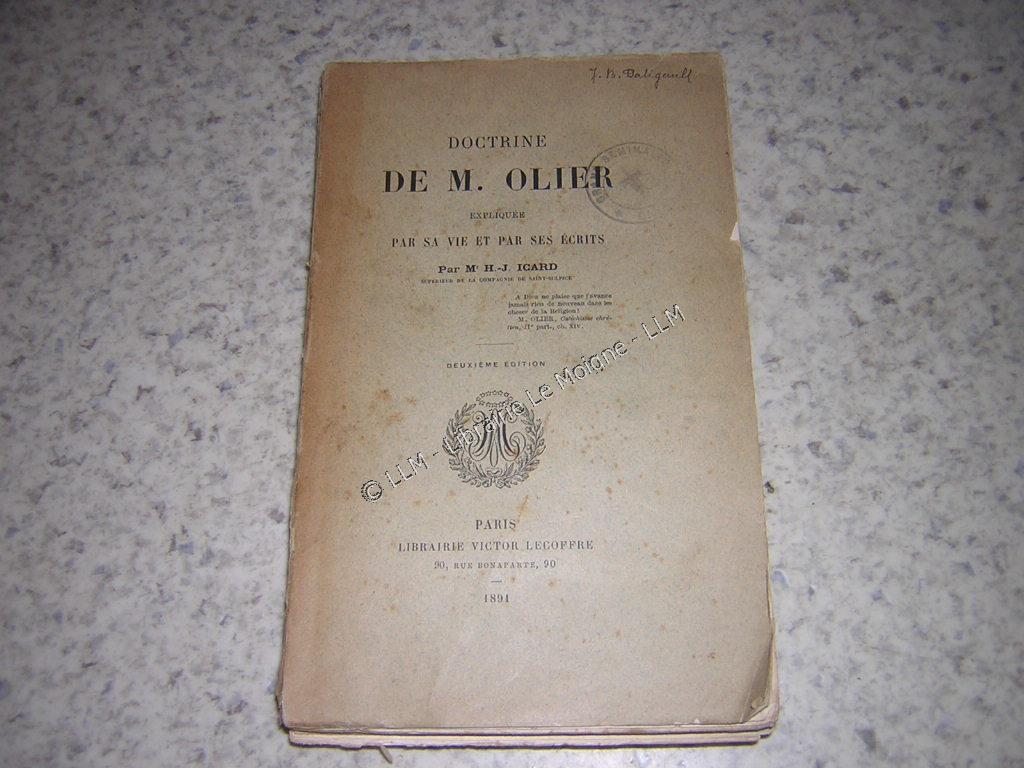 J. B. Daligault
DOCTRINE
DE M. OLIER
EXPLIQUÉE
PAR SA VIE ET PAR SES ÉCRITS
Par Mr H.-J. ICARD
SUPÉRIEUR DE LA COMPAGNIE DE SAINT-SULPICE
A Dieu ne plaise que j'avance
jamais rien de nouveau dans les
choses de la Religion!
M. OLIER, Catéchisme chré-
tien, IIe part., ch. XIV.
DEUXIÈME ÉDITION
© LLM - Librairie Le Moigne - LLM
PARIS
LIBRAIRIE VICTOR LECOFFRE
90, RUE BONAPARTE, 90
1891